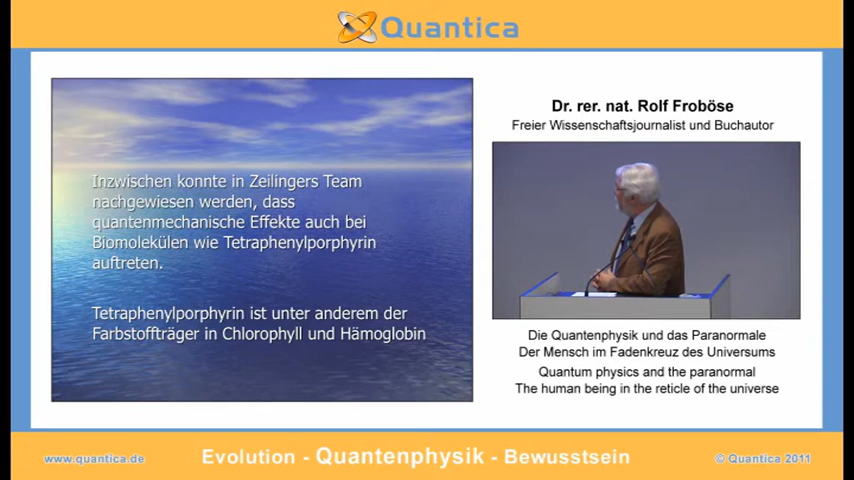 Quantica
Inzwischen konnte in Zeilingers Team
nachgewiesen werden, dass
quantenmechanische Effekte auch bei
Biomolekülen wie Tetraphenylporphyrin
auftreten.
Tetraphenylporphyrin ist unter anderem der
Farbstoffträger in Chlorophyll und Hämoglobin
Dr. rer. nat. Rolf Froböse
Freier Wissenschaftsjournalist und Buchautor
Die Quantenphysik und das Paranormale
Der Mensch im Fadenkreuz des Universums
Quantum physics and the paranormal
The human being in the reticle of the universe
www.quantica.de
Evolution - Quantenphysik - Bewusstsein
© Quantica 2011